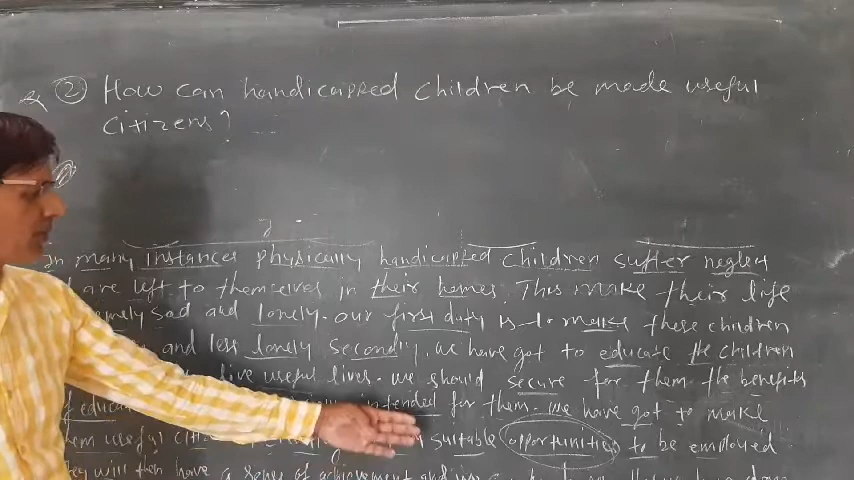 ② How can handicapped children be made useful
citizens?
In many instances physically handicapped children suffer neglect
are left to themselves in their homes. This make their life
sad and lonely. our first duty is to make these children
and less lonely secondly, we have got to educate the children
live useful lives. we should secure for them the benefits
of intended for them. we have got to make
useful suitable opportunities to be employed
They will then have a sense of achievement and